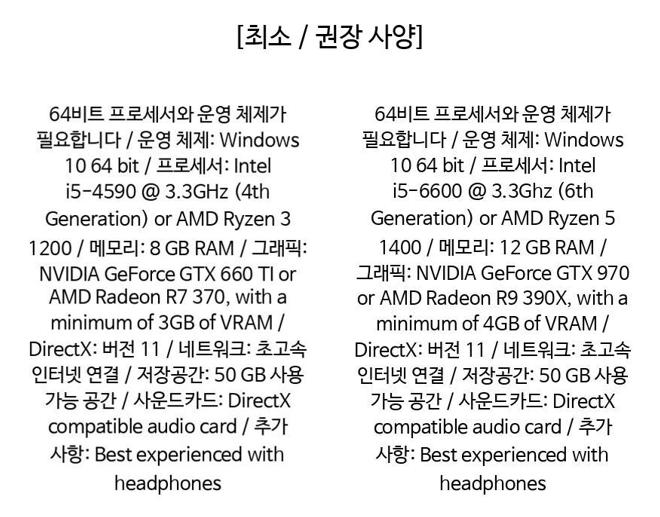 [최소 / 권장 사양]
64비트 프로세서와 운영 체제가
필요합니다 / 운영 체제: Windows
10 64 bit / 프로세서: Intel
i5-4590 @ 3.3GHz (4th
Generation) or AMD Ryzen 3
1200 / 메모리: 8 GB RAM / 그래픽:
NVIDIA GeForce GTX 660 TI or
AMD Radeon R7 370, with a
minimum of 3GB of VRAM /
DirectX: 버전 11 / 네트워크: 초고속
인터넷 연결 / 저장공간: 50 GB 사용
가능 공간 / 사운드카드: DirectX
compatible audio card / 추가
사항: Best experienced with
headphones
64비트 프로세서와 운영 체제가
필요합니다 / 운영 체제: Windows
10 64 bit / 프로세서: Intel
i5-6600 @ 3.3Ghz (6th
Generation) or AMD Ryzen 5
1400 / 메모리: 12 GB RAM /
그래픽: NVIDIA GeForce GTX 970
or AMD Radeon R9 390X, with a
minimum of 4GB of VRAM /
DirectX: 버전 11 / 네트워크: 초고속
인터넷 연결 / 저장공간: 50 GB 사용
가능 공간 / 사운드카드: DirectX
compatible audio card / 추가
사항: Best experienced with
headphones